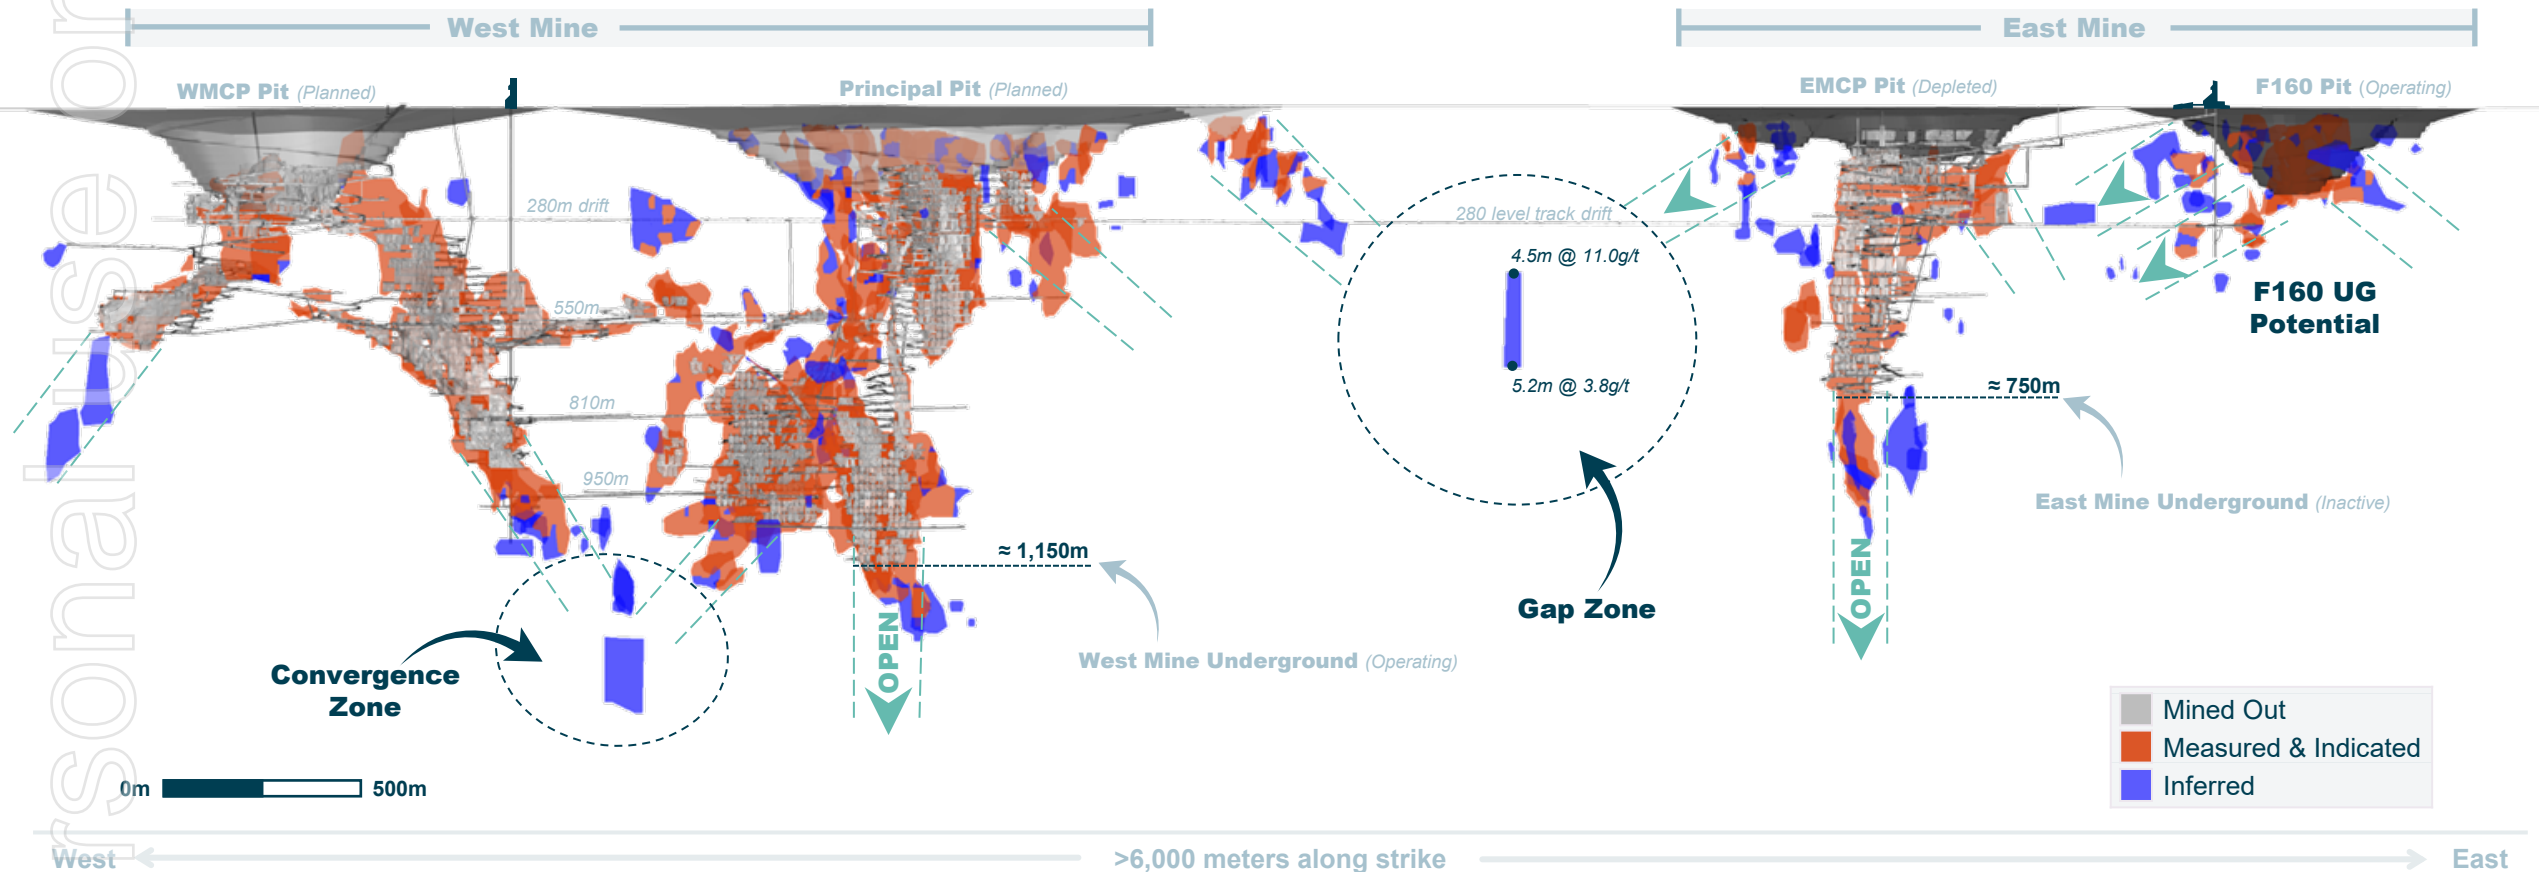 West Mine
East Mine
WMCP Pit (Planned)
Principal Pit (Planned)
EMCP Pit (Depleted)
F160 Pit (Operating)
280m drift
280 level track drift
4.5m @ 11.0g/t
550m
F160 UG
Potential
5.2m @ 3.8g/t
≈ 750m
810m
950m
East Mine Underground (Inactive)
≈ 1,150m
OPEN
Gap Zone
OPEN
West Mine Underground (Operating)
Convergence
Zone
Mined Out
Measured & Indicated
Inferred
0m
500m
West
>6,000 meters along strike
East
rsonal use on